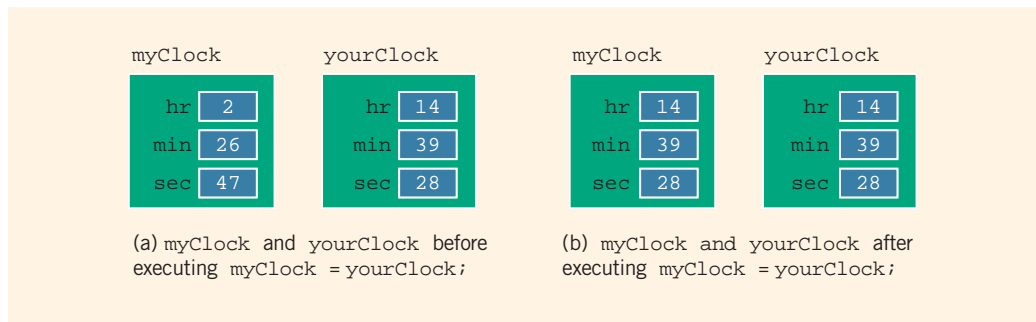 myClock
hr 2
min 26
sec 47
yourClock
hr 14
min 39
sec 28
(a) myClock and yourClock before
executing myClock = yourClock;
myClock
hr 14
min 39
sec 28
yourClock
hr 14
min 39
sec 28
(b) myClock and yourClock after
executing myClock = yourClock;